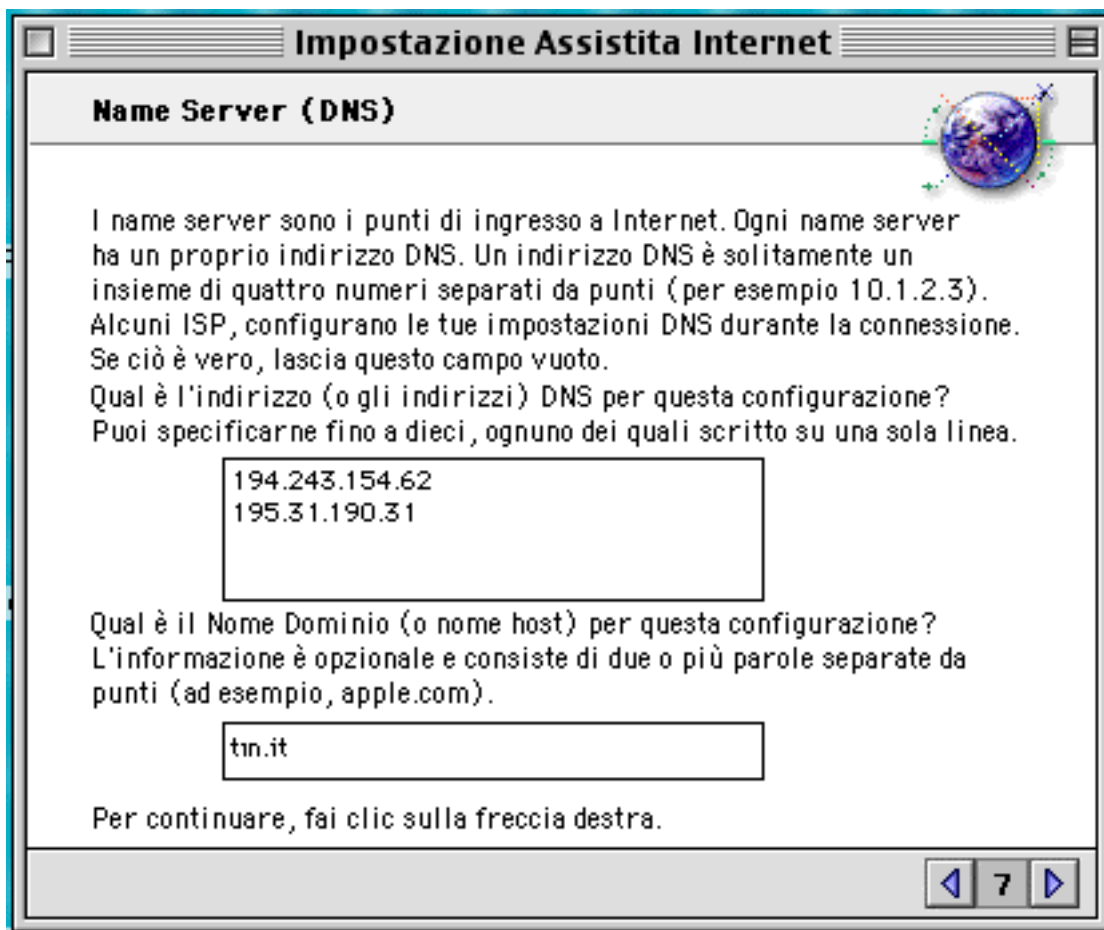 Impostazione Assistita Internet
Name Server (DNS)
I name server sono i punti di ingresso a Internet. Ogni name server
ha un proprio indirizzo DNS. Un indirizzo DNS è solitamente un
insieme di quattro numeri separati da punti (per esempio 10.1.2.3).
Alcuni ISP, configurano le tue impostazioni DNS durante la connessione.
Se ciò è vero, lascia questo campo vuoto.
Qual è l'indirizzo (o gli indirizzi) DNS per questa configurazione?
Puoi specificarne fino a dieci, ognuno dei quali scritto su una sola linea.
194.243.154.62
195.31.190.31
Qual è il Nome Dominio (o nome host) per questa configurazione?
L'informazione è opzionale e consiste di due o più parole separate da
punti (ad esempio, apple.com).
tin.it
Per continuare, fai clic sulla freccia destra.
7